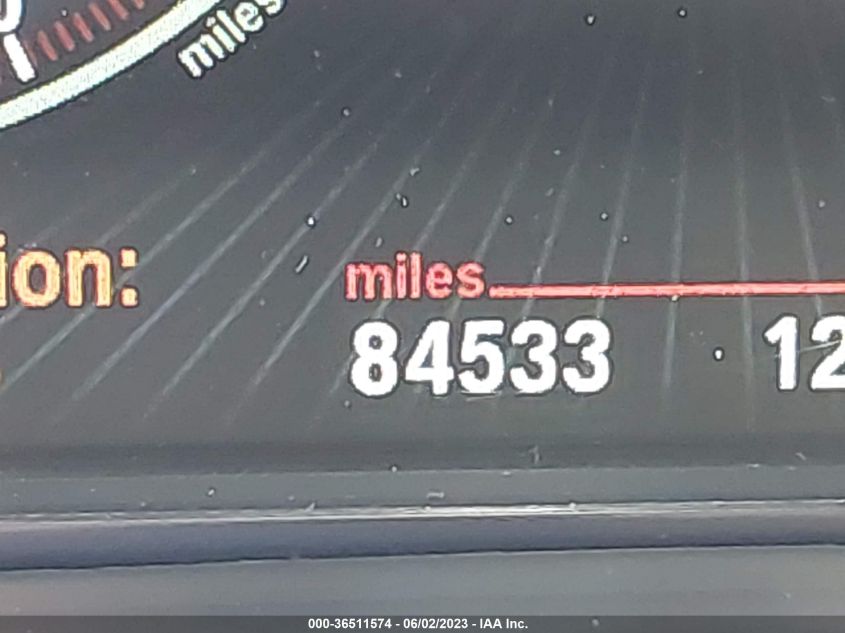 miles
ion:
miles
84533 12
000-36511574 - 06/02/2023 - IAA Inc.